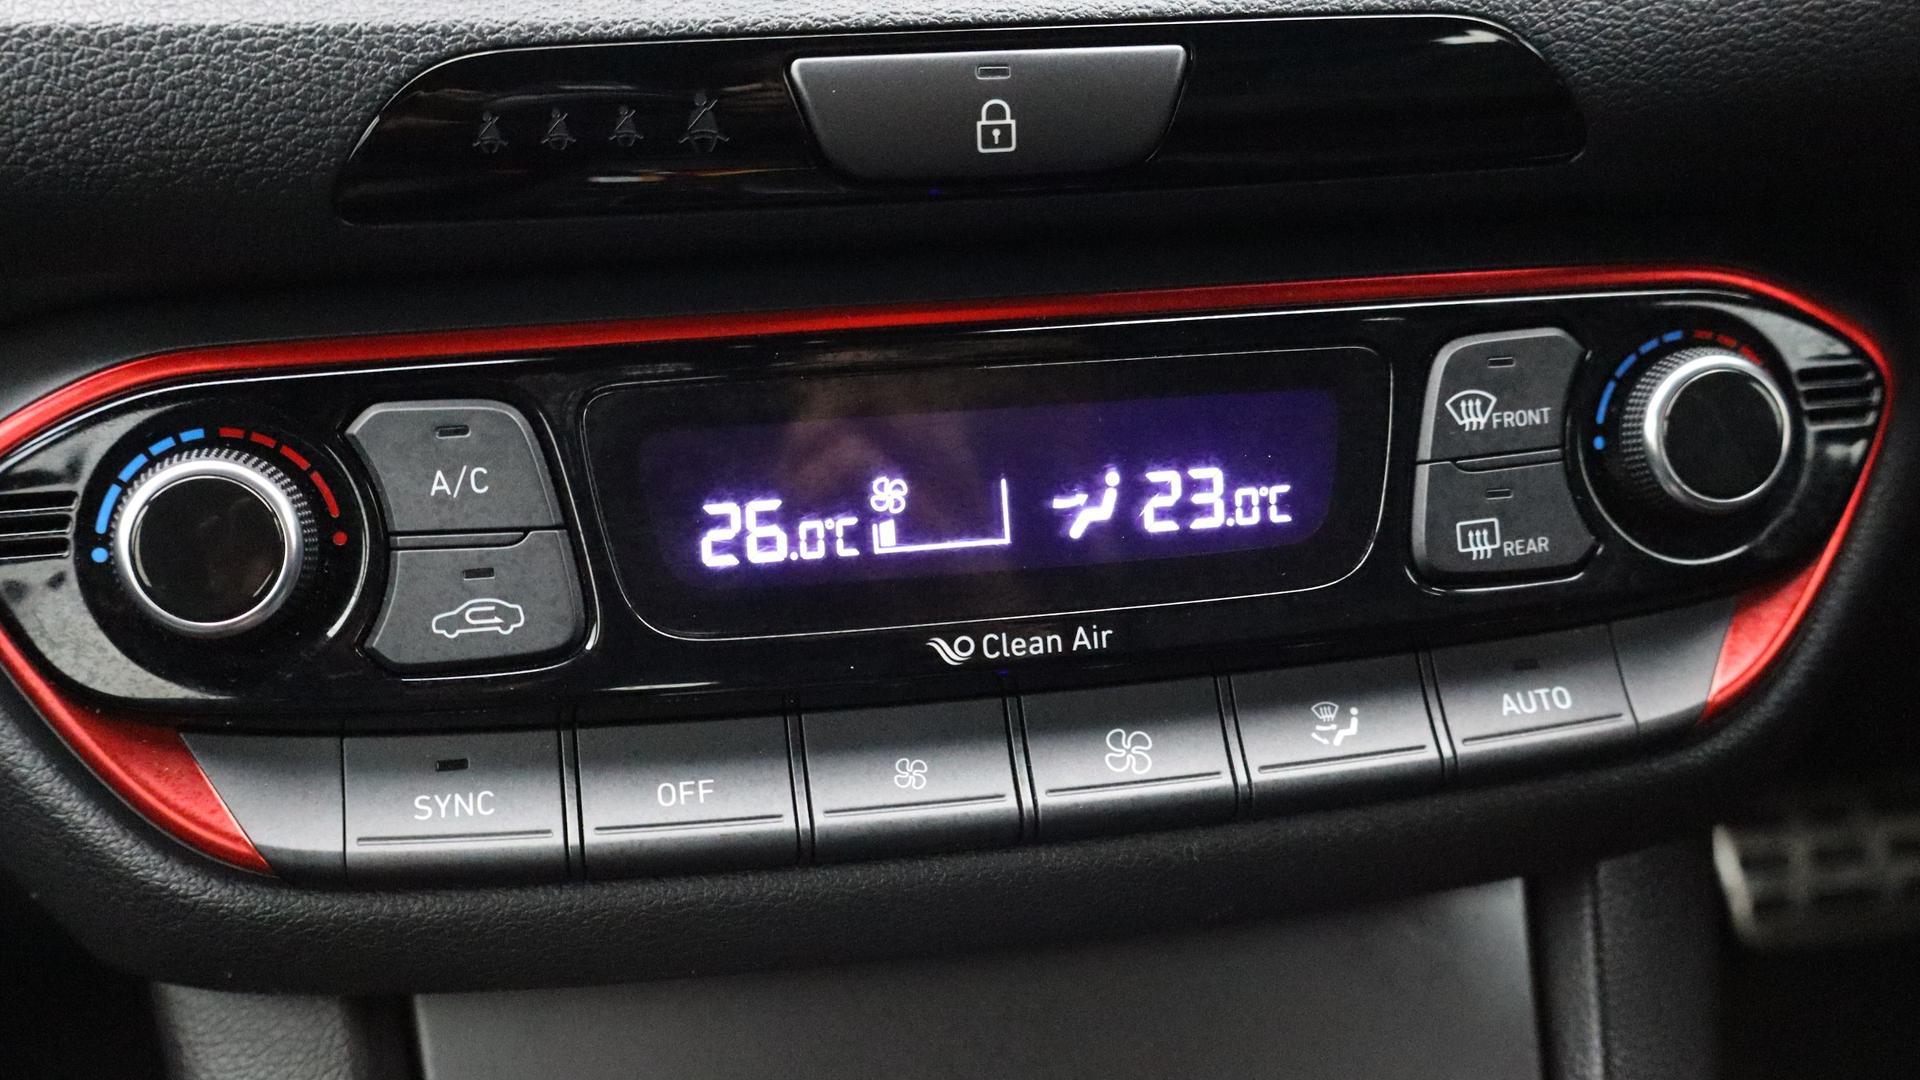 A/C
26.0°C
23.0°C
FRONT
REAR
Clean Air
SYNC
OFF
AUTO